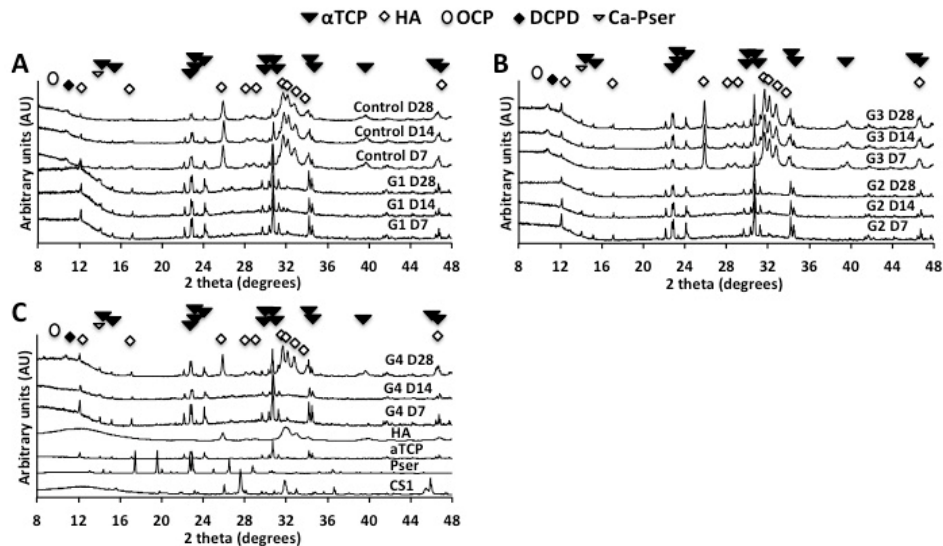 αTCP HA OCP DCPD Ca-Pser
A
Arbitrary units (AU)
Control D28
Control D14
Control D7
G1 D28
G1 D14
G1 D7
8 12 16 20 24 28 32 36 40 44 48
2 theta (degrees)
B
Arbitrary units (AU)
G3 D28
G3 D14
G3 D7
G2 D28
G2 D14
G2 D7
8 12 16 20 24 28 32 36 40 44 48
2 theta (degrees)
C
Arbitrary units (AU)
G4 D28
G4 D14
G4 D7
HA
aTCP
Pser
CS1
8 12 16 20 24 28 32 36 40 44 48
2 theta (degrees)